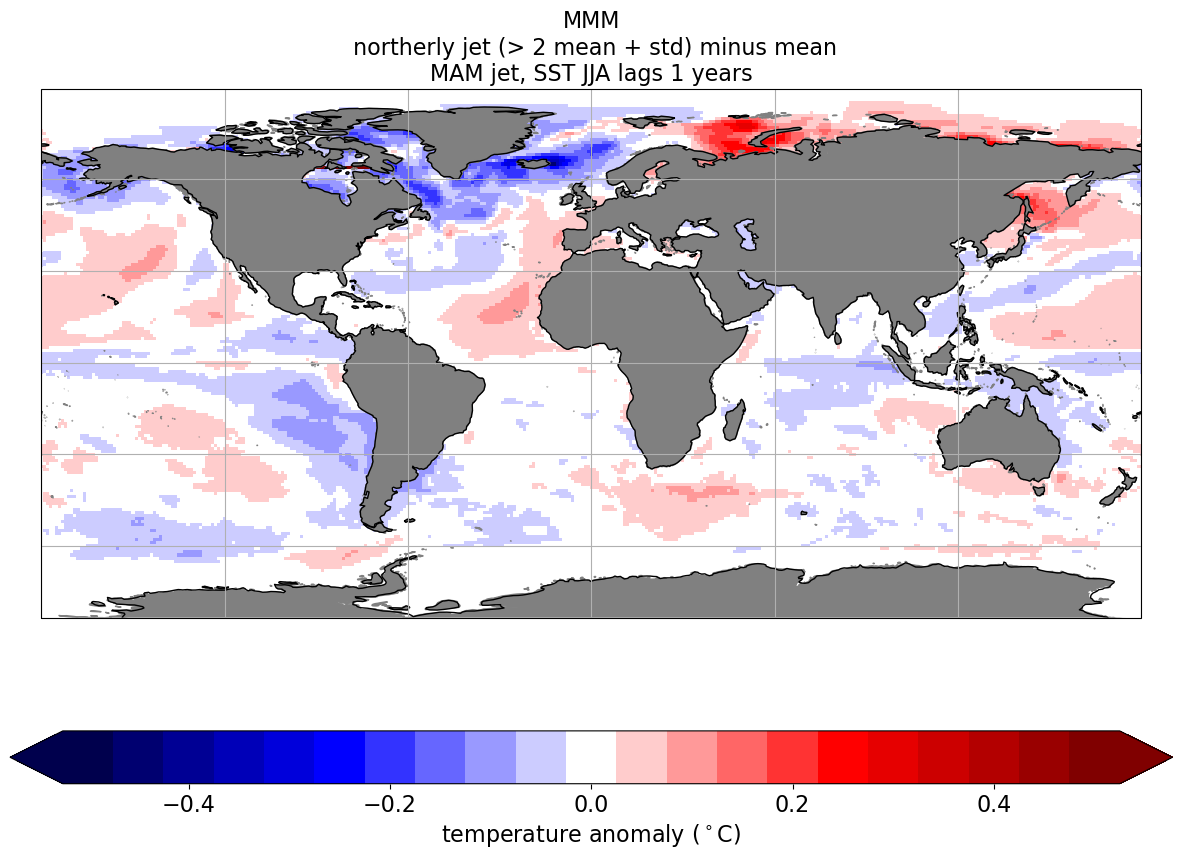 MMM
northerly jet (> 2 mean + std) minus mean
MAM jet, SST JJA lags 1 years
−0.4 −0.2 0.0 0.2 0.4
temperature anomaly (°C)